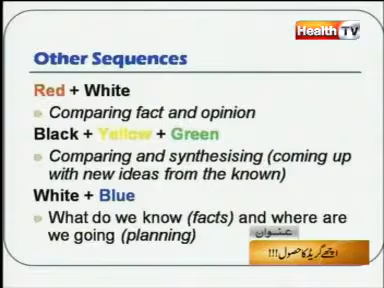 Health TV
Other Sequences
Red + White
Comparing fact and opinion
Black + Yellow + Green
Comparing and synthesising (coming up
with new ideas from the known)
White + Blue
What do we know (facts) and where are
we going (planning)
عنوان
اچھے گریڈ کا حصول !!!